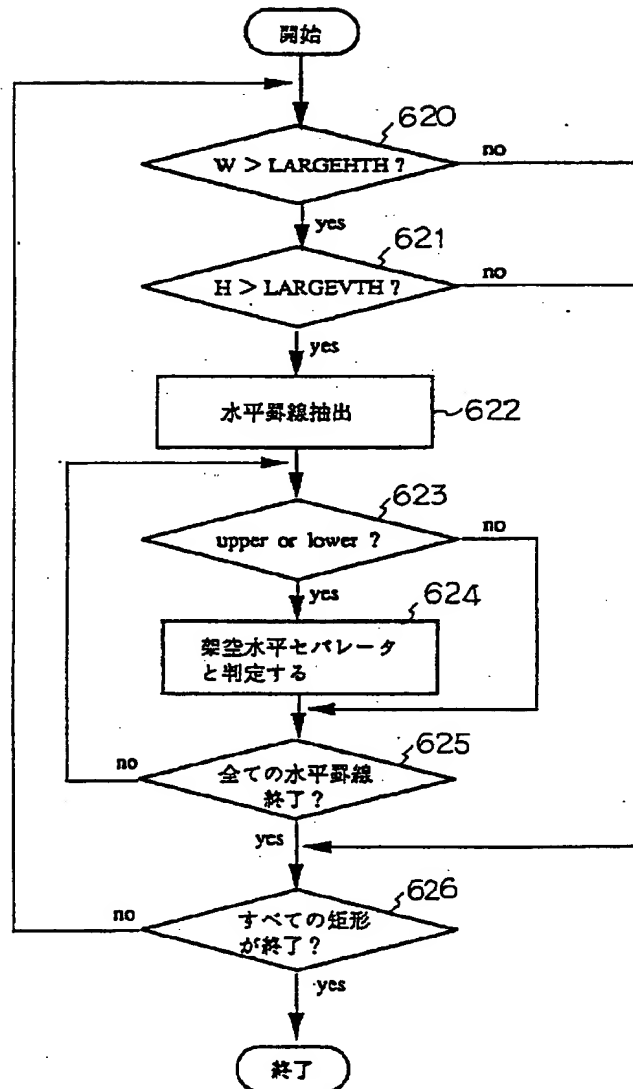 開始
620
W > LARGEHTH ?
no
yes
621
H > LARGEVTH ?
no
yes
水平罫線抽出
622
623
upper or lower ?
no
yes
624
架空水平セパレータ
と判定する
625
全ての水平罫線
終了?
no
yes
626
すべての矩形
が終了?
no
yes
終了